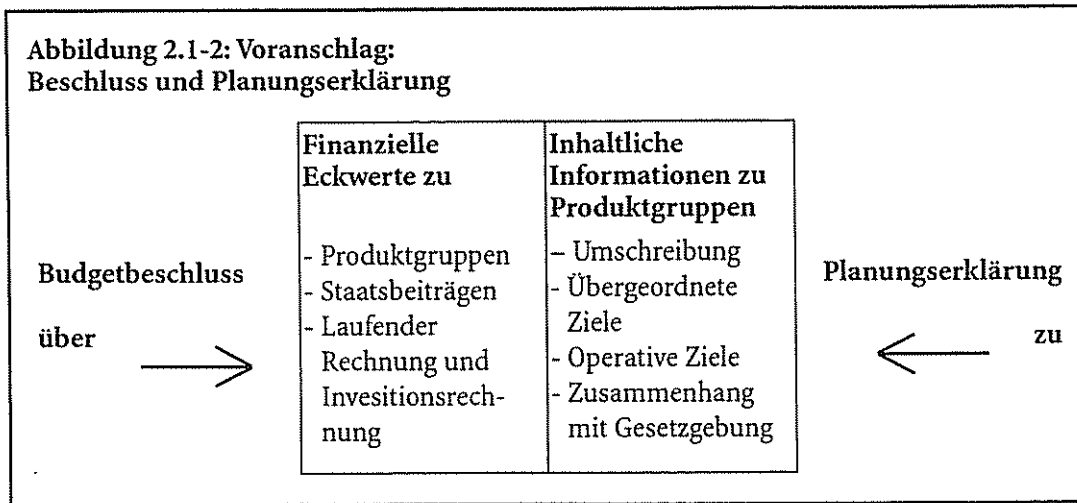 Abbildung 2.1-2: Voranschlag:
Beschluss und Planungserklärung
Budgetbeschluss
über
Finanzielle
Eckwerte zu
- Produktgruppen
- Staatsbeiträgen
- Laufender
Rechnung und
Invesitionsrech-
nung
Inhaltliche
Informationen zu
Produktgruppen
– Umschreibung
- Übergeordnete
Ziele
- Operative Ziele
- Zusammenhang
mit Gesetzgebung
Planungserklärung
zu